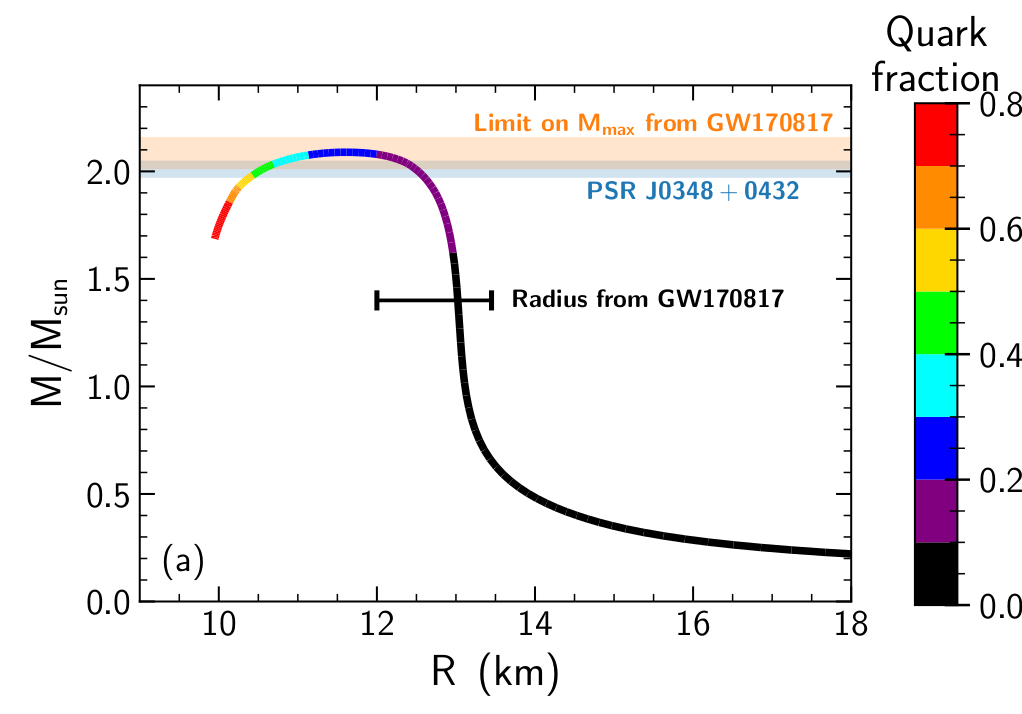 Quark
fraction
0.8
0.6
0.4
0.2
0.0
Limit on Mmax from GW170817
PSR J0348 + 0432
Radius from GW170817
(a)
M/Msun
2.0
1.5
1.0
0.5
0.0
10 12 14 16 18
R (km)